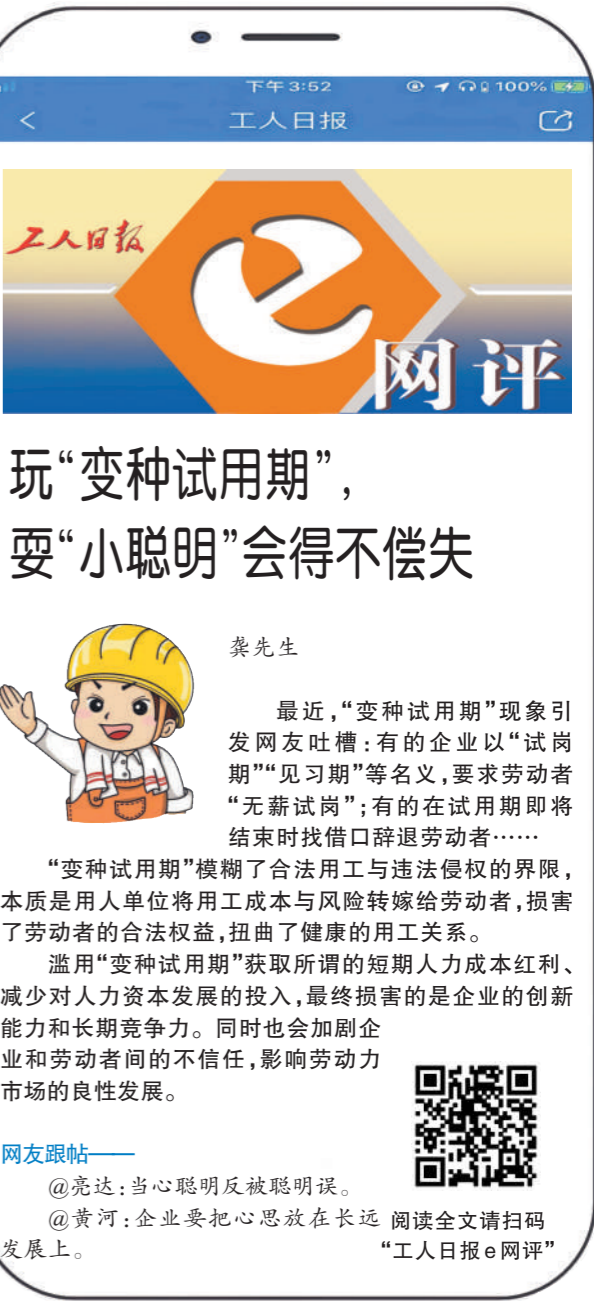 下午3:52
100%
工人日报
工人日报
e
网评
玩“变种试用期”,
耍“小聪明”会得不偿失
龚先生
最近,“变种试用期”现象引
发网友吐槽:有的企业以“试岗
期”“见习期”等名义,要求劳动者
“无薪试岗”;有的在试用期即将
结束时找借口辞退劳动者……
“变种试用期”模糊了合法用工与违法侵权的界限,
本质是用人单位将用工成本与风险转嫁给劳动者,损害
了劳动者的合法权益,扭曲了健康的用工关系。
滥用“变种试用期”获取所谓的短期人力成本红利、
减少对人力资本发展的投入,最终损害的是企业的创新
能力和长期竞争力。同时也会加剧企
业和劳动者间的不信任,影响劳动力
市场的良性发展。
网友跟帖——
@亮达:当心聪明反被聪明误。
@黄河:企业要把心思放在长远
发展上。
阅读全文请扫码
“工人日报e网评”